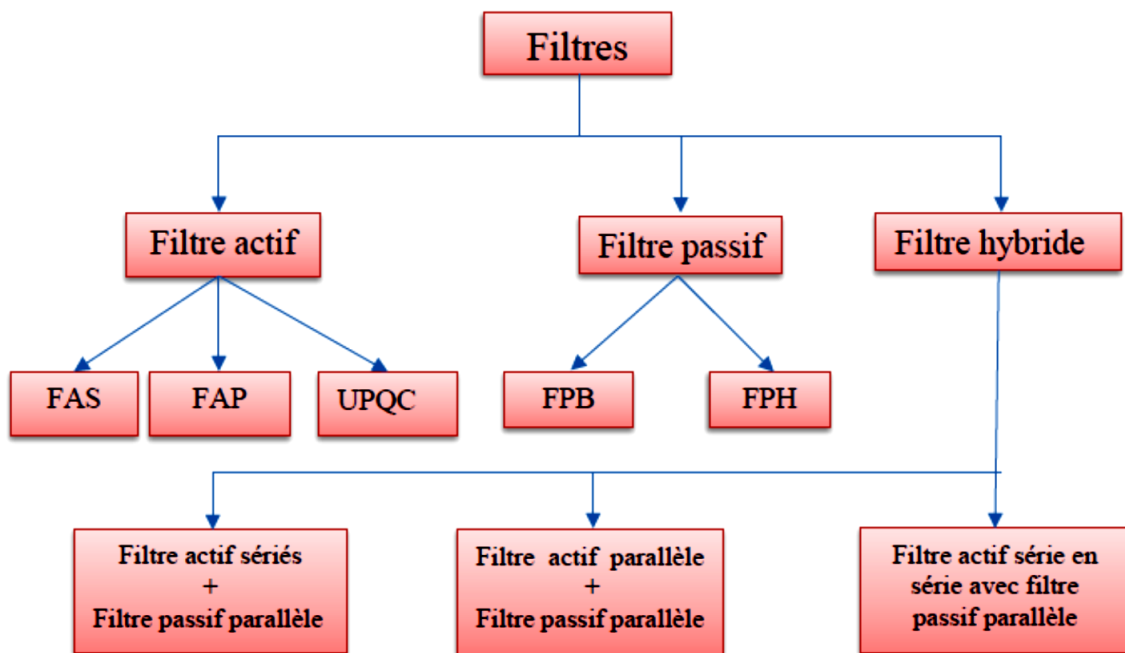 Filtres
Filtre actif
Filtre passif
Filtre hybride
FAS
FAP
UPQC
FPB
FPH
Filtre actif sériés
+
Filtre passif parallèle
Filtre actif parallèle
+
Filtre passif parallèle
Filtre actif série en
série avec filtre
passif parallèle